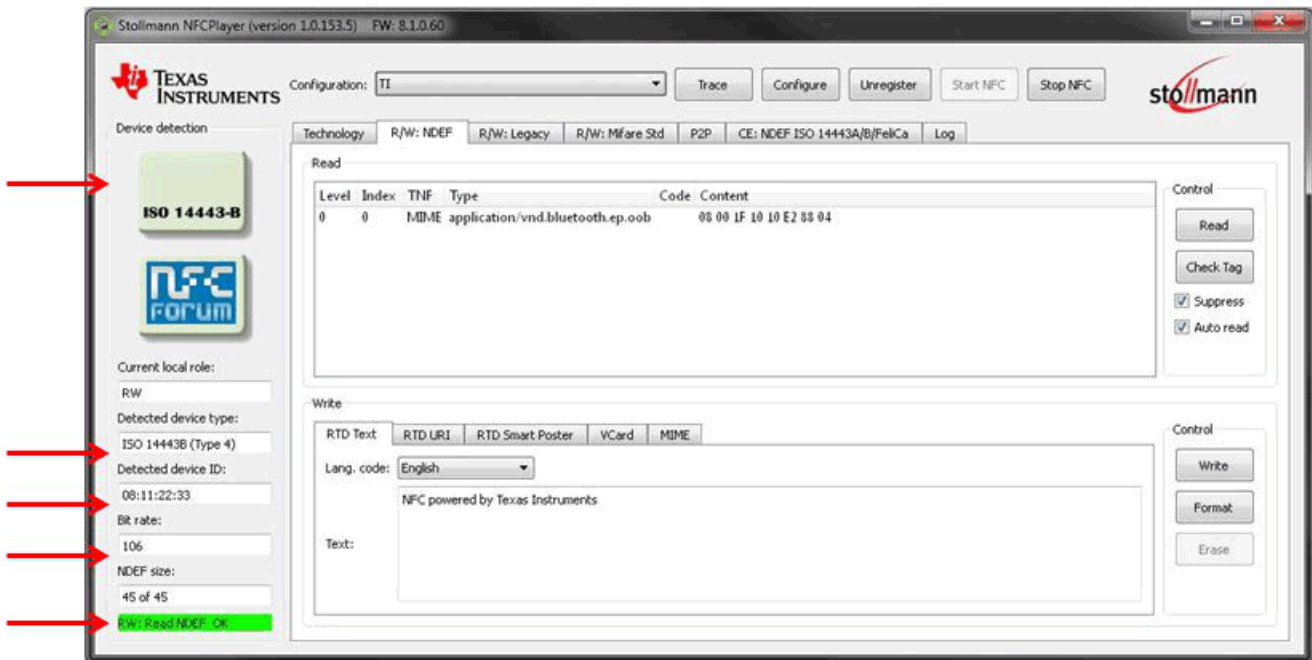 Stollmann NFCPlayer (version 1.0.153.5) FW: 8.1.0.60
TEXAS INSTRUMENTS
Configuration: TI
Trace
Configure
Unregister
Start NFC
Stop NFC
stollmann
Device detection
ISO 14443-B
NFC
FORUM
Current local role:
RW
Detected device type:
ISO 14443B (Type 4)
Detected device ID:
08:11:22:33
Bit rate:
106
NDEF size:
45 of 45
RW: Read NDEF OK
Technology R/W: NDEF R/W: Legacy R/W: Mifare Std P2P CE: NDEF ISO 14443A/B/FeliCa Log
Read
Level Index TNF Type Code Content
0 0 MIME application/vnd.bluetooth.ep.oob 08 00 1F 10 10 E2 88 04
Control
Read
Check Tag
Suppress
Auto read
Write
RTD Text RTD URI RTD Smart Poster VCard MIME
Lang. code: English
Text:
NFC powered by Texas Instruments
Control
Write
Format
Erase